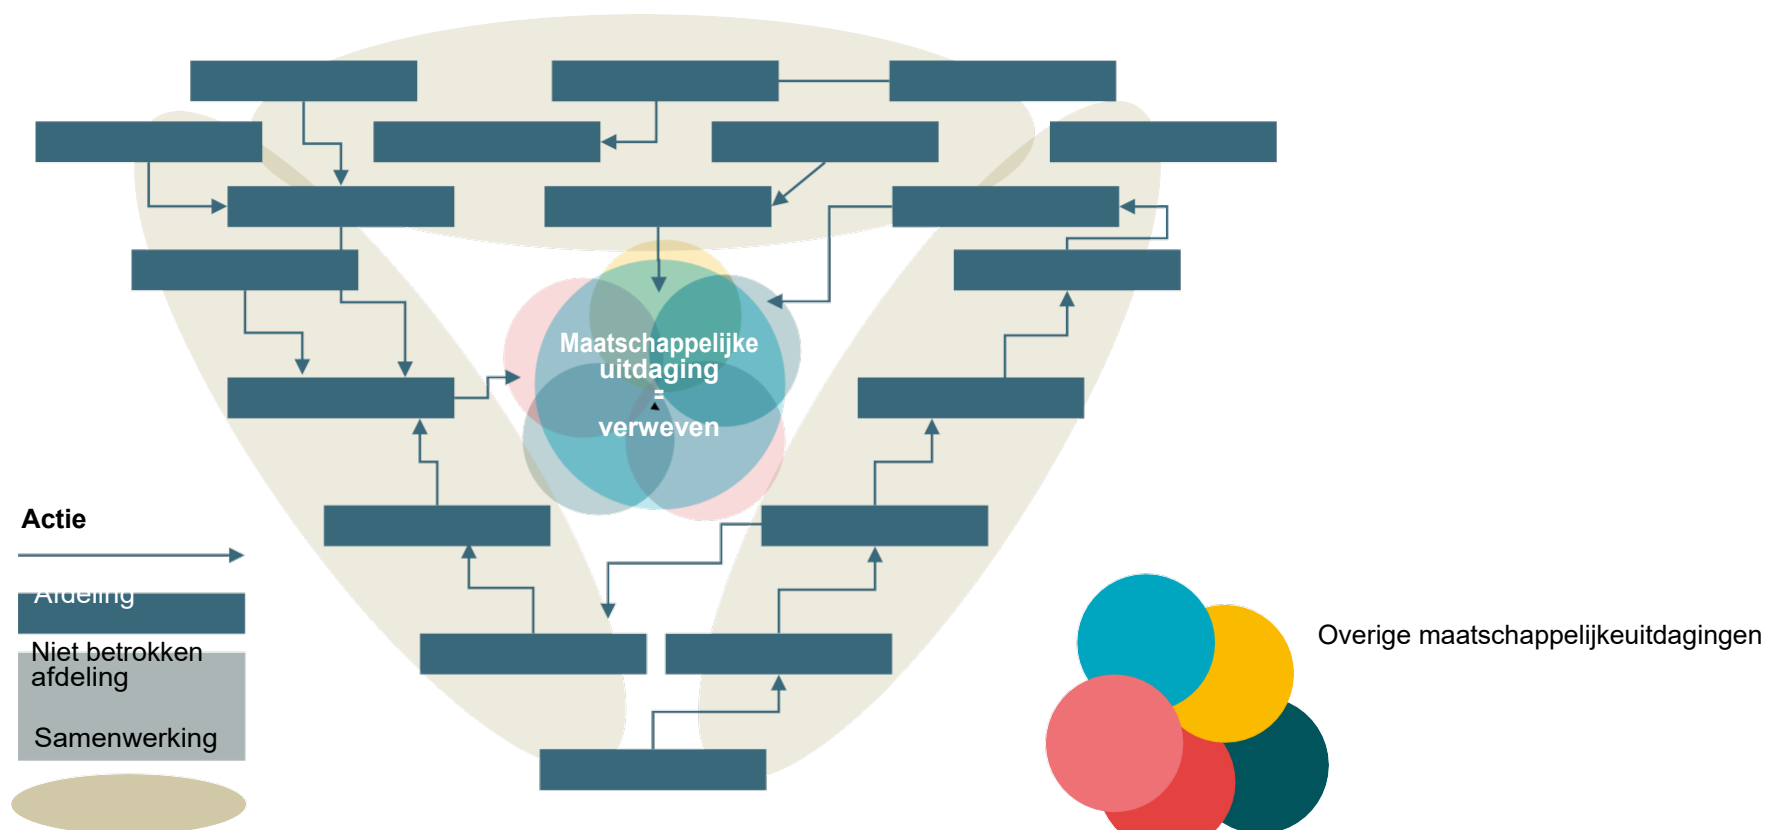 Maatschappelijke
uitdaging
=
verweven
Actie
Afdeling
Niet betrokken
afdeling
Samenwerking
Overige maatschappelijkeuitdagingen